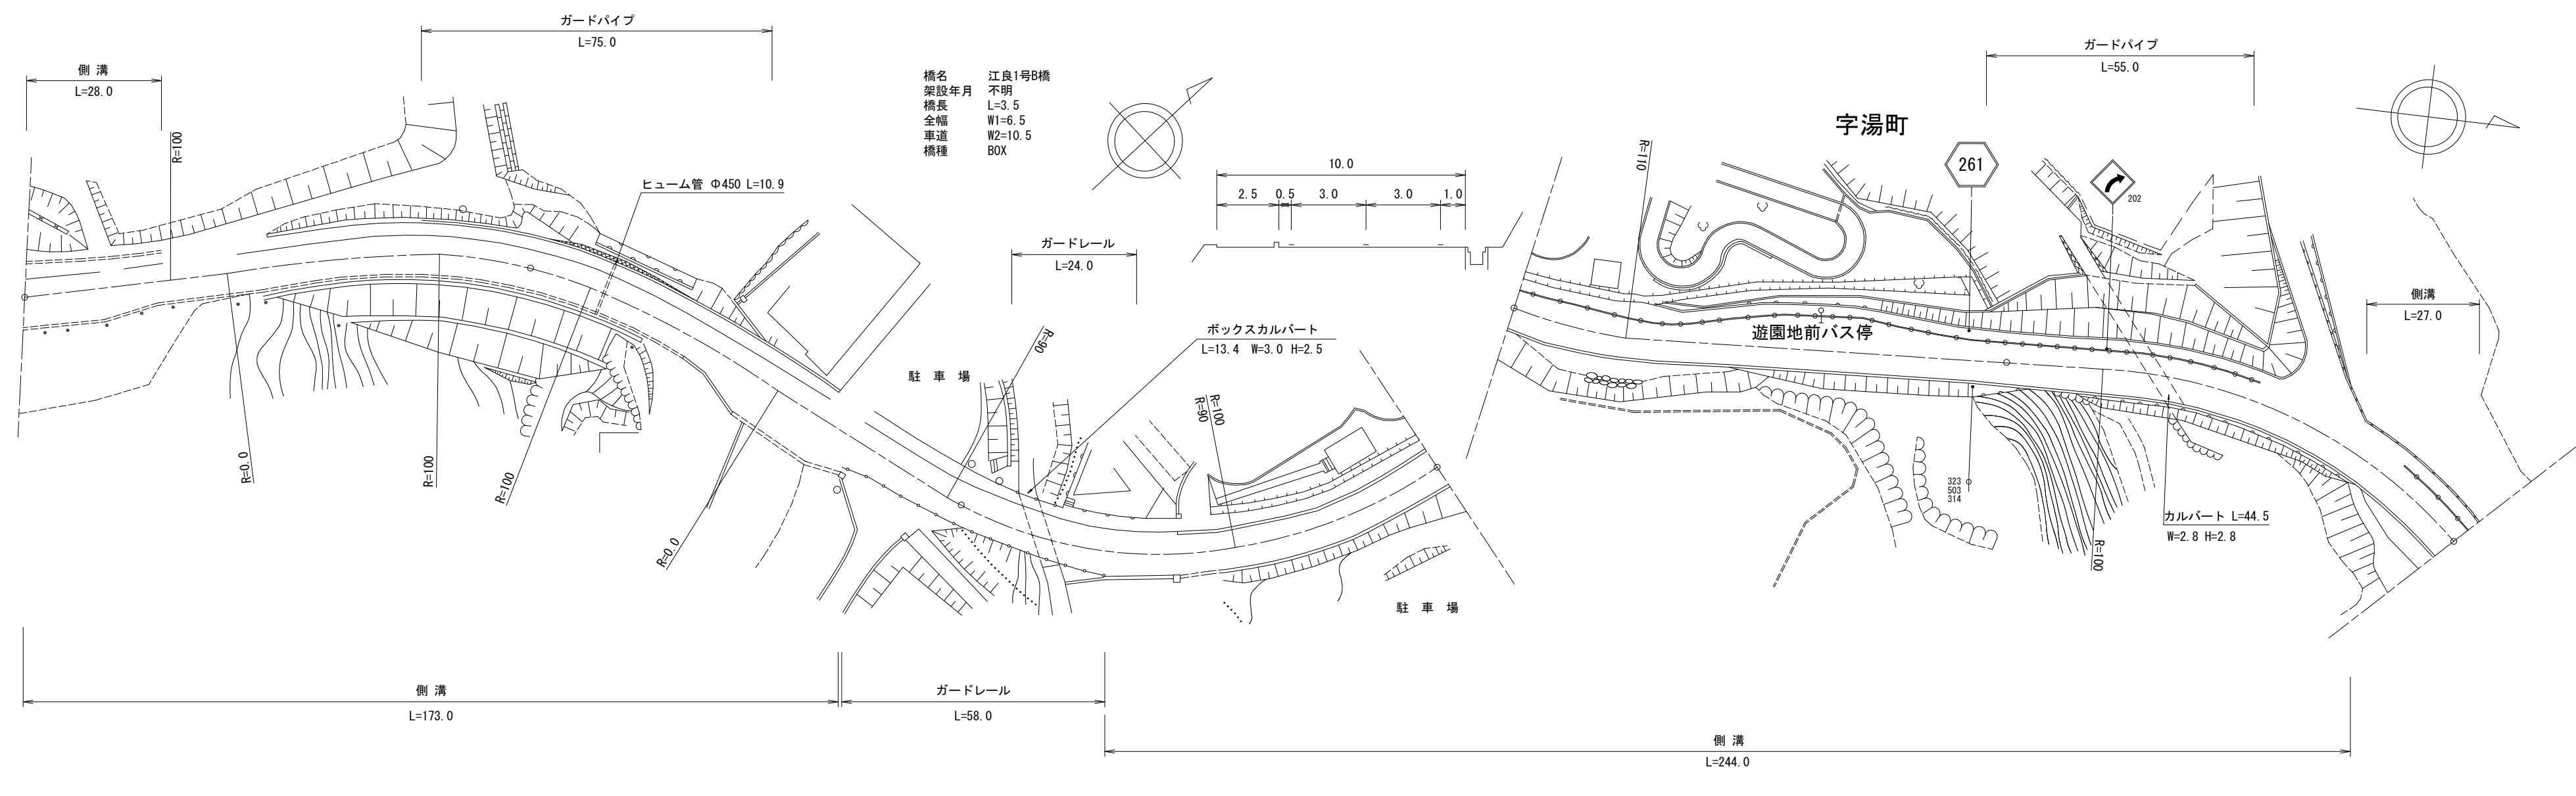 ガードパイプ
L=75.0
側 溝
L=28.0
R=100
橋名 江良1号B橋
架設年月 不明
橋長 L=3.5
全幅 W1=6.5
車道 W2=10.5
橋種 BOX
ヒューム管 Φ450 L=10.9
10.0
2.5 0.5 3.0 3.0 1.0
ガードレール
L=24.0
ボックスカルバート
L=13.4 W=3.0 H=2.5
R=90
駐 車 場
R=100
R=90
R=0.0
R=100
R=100
R=0.0
駐 車 場
ガードパイプ
L=55.0
字湯町
261
202
R=110
遊園地前バス停
側溝
L=27.0
323
503
314
カルバート L=44.5
W=2.8 H=2.8
R=100
側 溝
L=173.0
ガードレール
L=58.0
側 溝
L=244.0